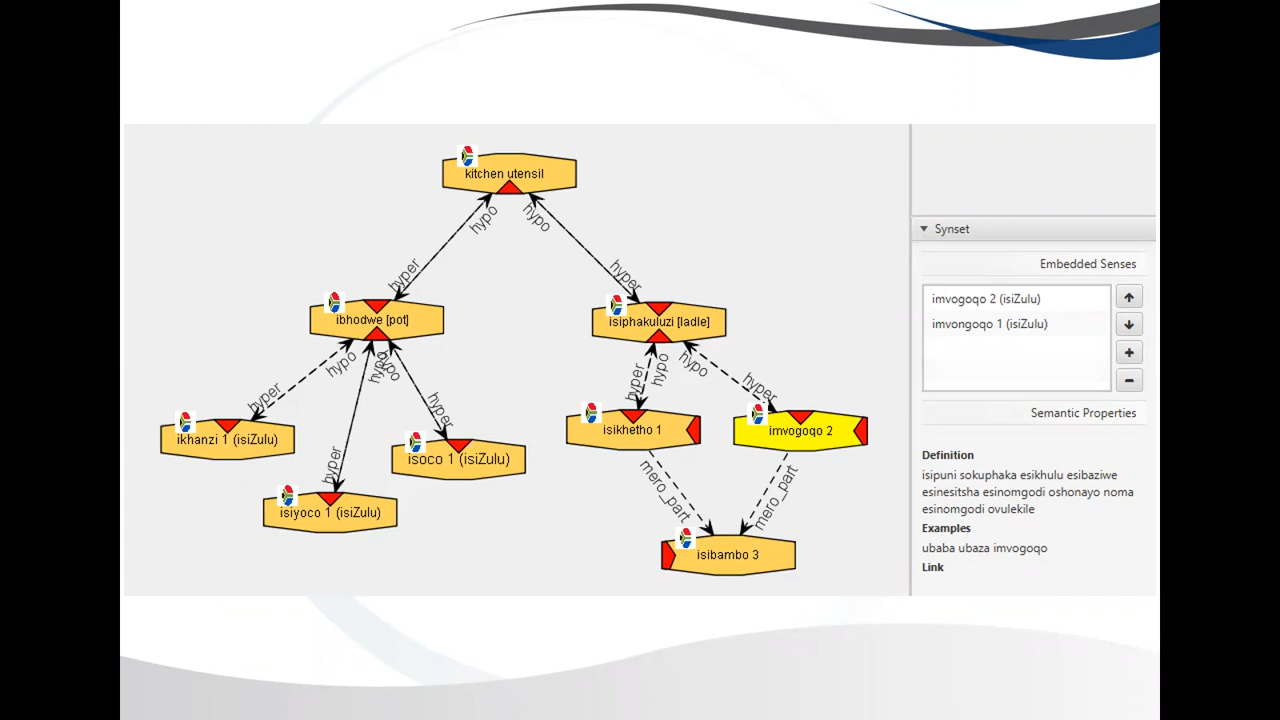 kitchen utensil
hypo
hypo
hyper
hyper
ibhodwe [pot]
isiphakuluzi [ladle]
hypo
hypo
hypo
hyper
hypo
hypo
hyper
hyper
hyper
hyper
ikhanzi 1 (isiZulu)
isoco 1 (isiZulu)
isiyoco 1 (isiZulu)
isikhetho 1
imvogoqo 2
mero_part
mero_part
isibambo 3
Synset
Embedded Senses
imvogoqo 2 (isiZulu)
imvongoqo 1 (isiZulu)
Semantic Properties
Definition
isipuni sokuphaka esikhulu esibaziwe
esinesitsha esinomgodi oshonayo noma
esinomgodi ovulekile
Examples
ubaba ubaza imvogoqo
Link